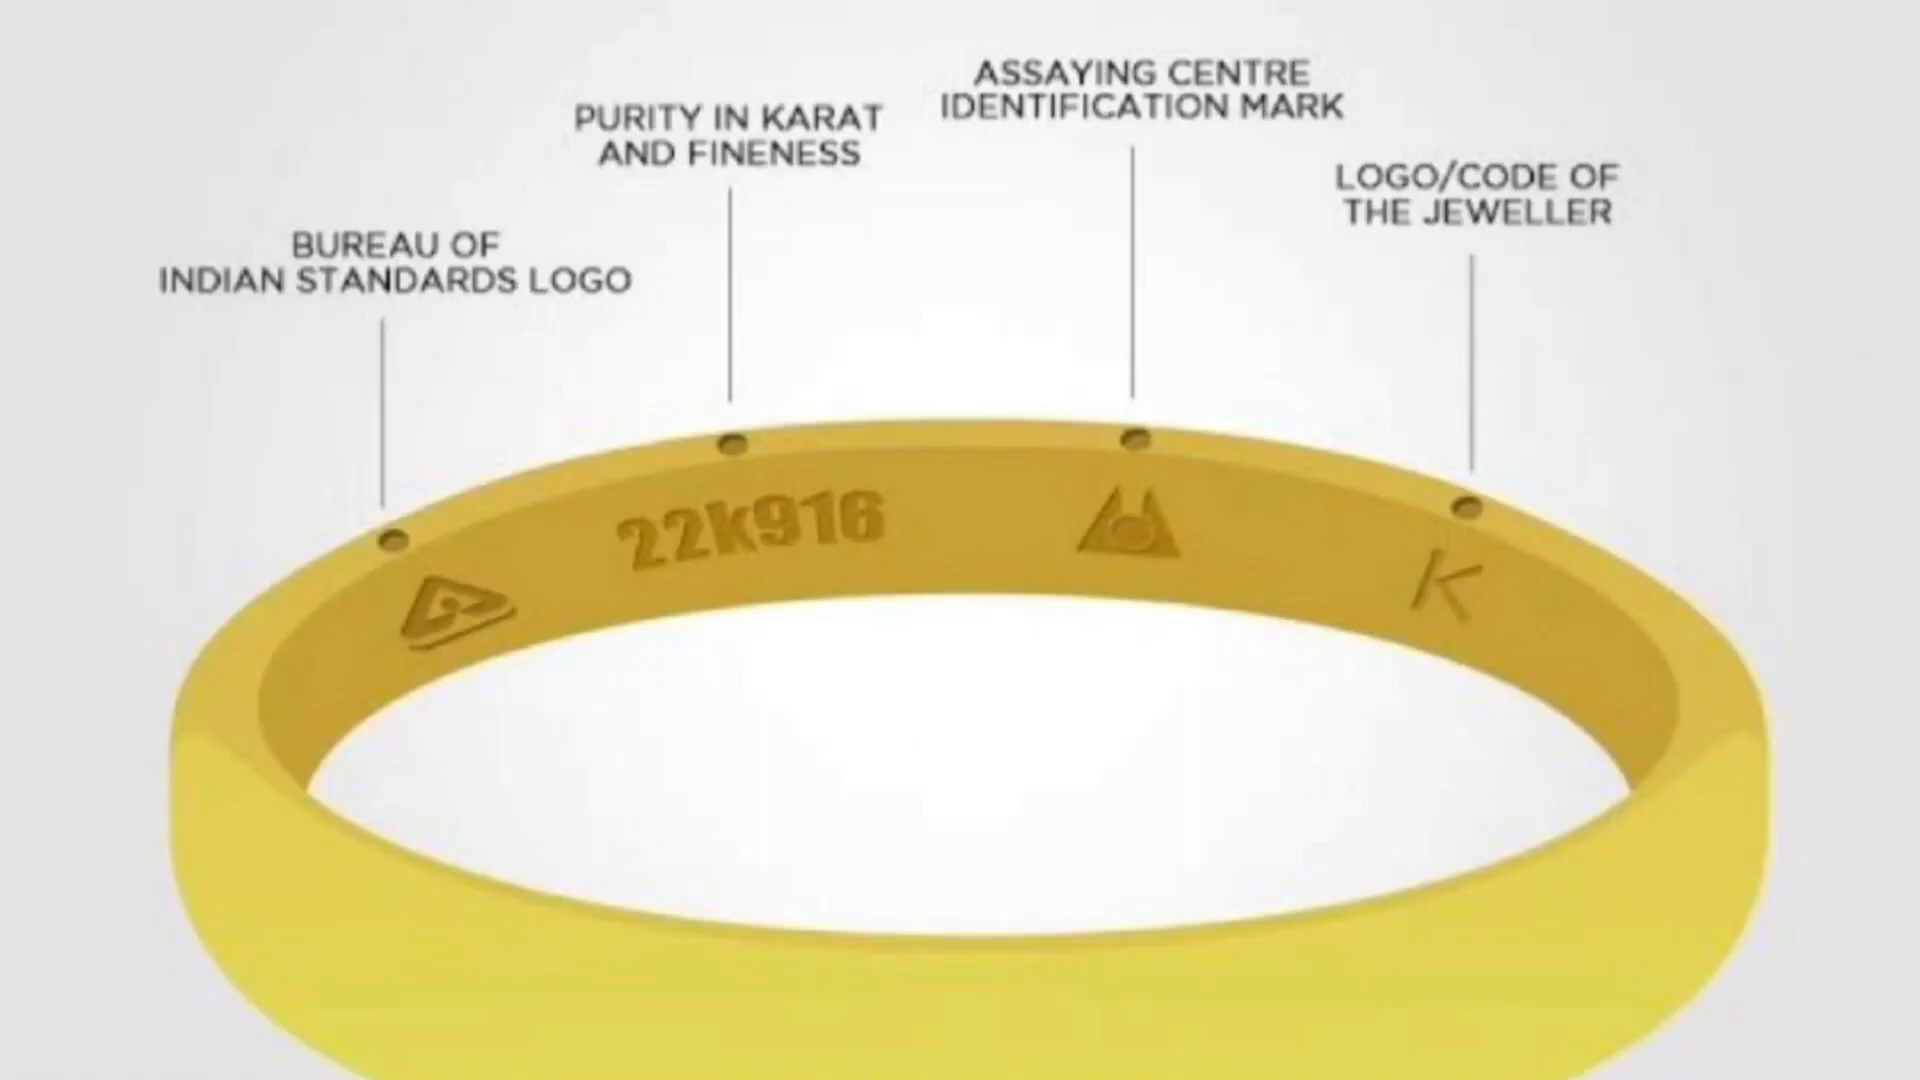 BUREAU OF
INDIAN STANDARDS LOGO
PURITY IN KARAT
AND FINENESS
ASSAYING CENTRE
IDENTIFICATION MARK
LOGO/CODE OF
THE JEWELLER
22k916
K